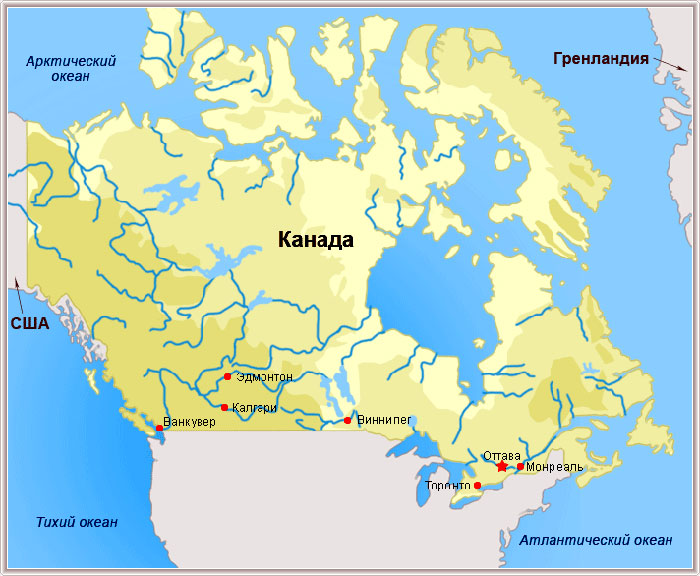 Арктический
океан
Гренландия
Канада
США
Эдмонтон
Калгари
Ванкувер
Виннипег
Оттава
Монреаль
Торонто
Тихий океан
Атлантический океан